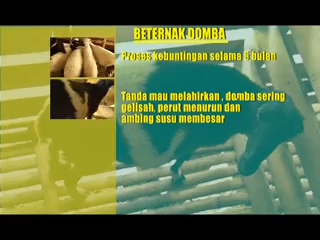 BETERNAK DOMBA
Proses kebuntingan selama 5 bulan
Tanda mau melahirkan , domba sering
gelisah, perut menurun dan
ambing susu membesar